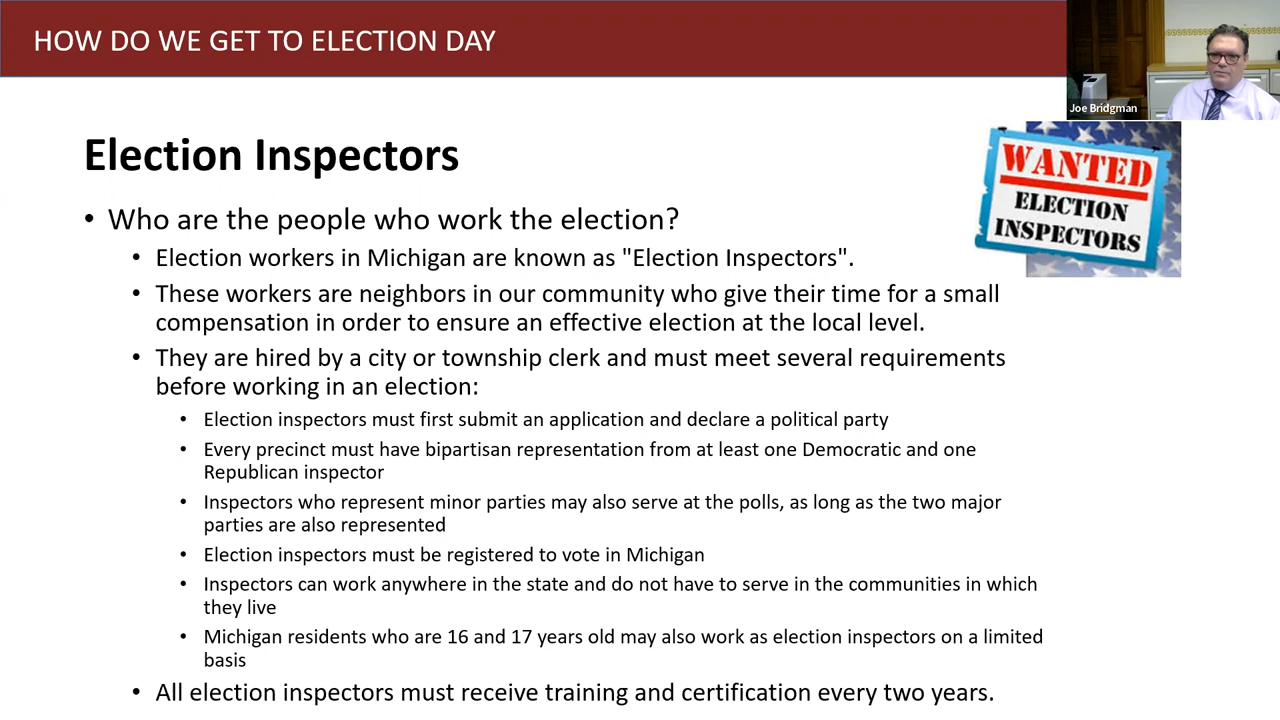 HOW DO WE GET TO ELECTION DAY
Joe Bridgman
Election Inspectors
WANTED
ELECTION
INSPECTORS
• Who are the people who work the election?
• Election workers in Michigan are known as "Election Inspectors".
• These workers are neighbors in our community who give their time for a small
compensation in order to ensure an effective election at the local level.
• They are hired by a city or township clerk and must meet several requirements
before working in an election:
• Election inspectors must first submit an application and declare a political party
• Every precinct must have bipartisan representation from at least one Democratic and one
Republican inspector
• Inspectors who represent minor parties may also serve at the polls, as long as the two major
parties are also represented
• Election inspectors must be registered to vote in Michigan
• Inspectors can work anywhere in the state and do not have to serve in the communities in which
they live
• Michigan residents who are 16 and 17 years old may also work as election inspectors on a limited
basis
• All election inspectors must receive training and certification every two years.